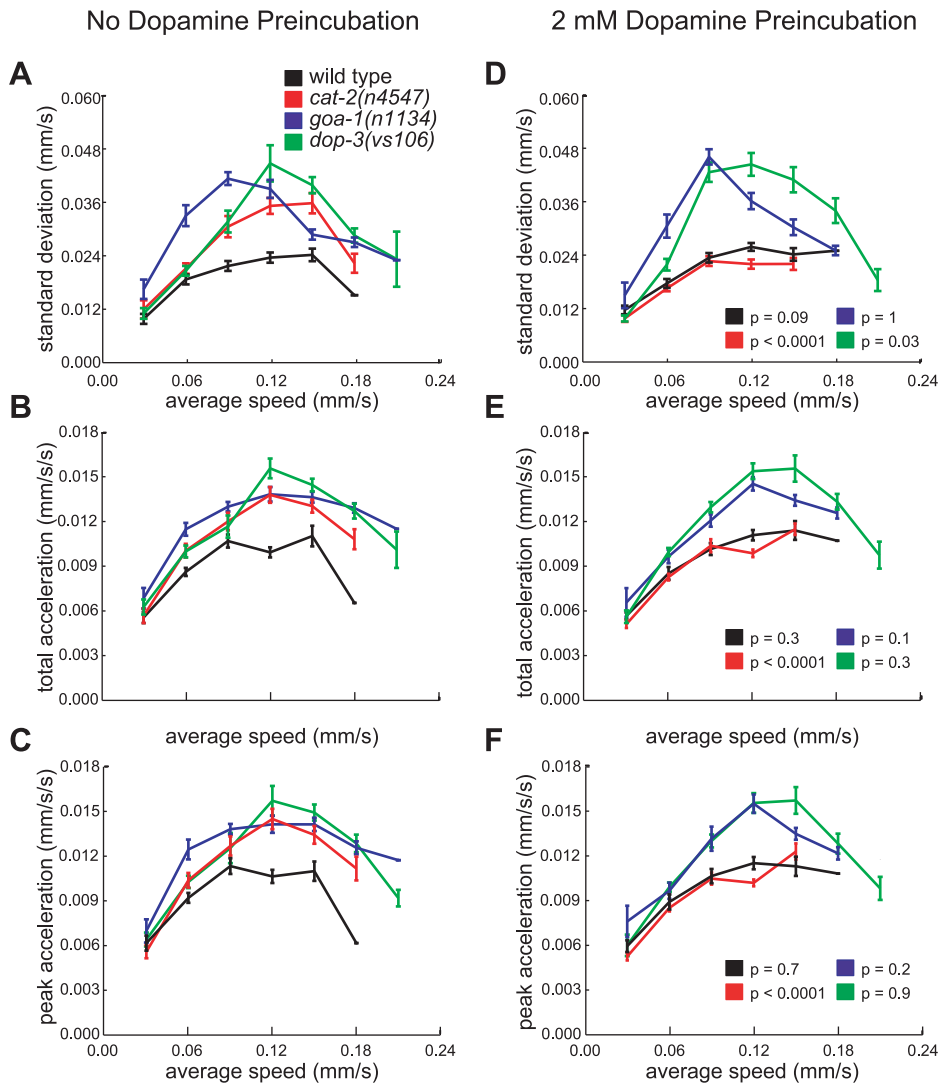 No Dopamine Preincubation
2 mM Dopamine Preincubation
A
wild type
cat-2(n4547)
goa-1(n1134)
dop-3(vs106)
standard deviation (mm/s)
0.060
0.048
0.036
0.024
0.012
0.000
0.00 0.06 0.12 0.18 0.24
average speed (mm/s)
D
standard deviation (mm/s)
0.060
0.048
0.036
0.024
0.012
0.000
p = 0.09 p = 1
p < 0.0001 p = 0.03
0.00 0.06 0.12 0.18 0.24
average speed (mm/s)
B
total acceleration (mm/s/s)
0.018
0.015
0.012
0.009
0.006
0.003
0.000
average speed (mm/s)
E
total acceleration (mm/s/s)
0.018
0.015
0.012
0.009
0.006
0.003
0.000
p = 0.3 p = 0.1
p < 0.0001 p = 0.3
average speed (mm/s)
C
peak acceleration (mm/s/s)
0.018
0.015
0.012
0.009
0.006
0.003
0.000
0.00 0.06 0.12 0.18 0.24
F
peak acceleration (mm/s/s)
0.018
0.015
0.012
0.009
0.006
0.003
0.000
p = 0.7 p = 0.2
p < 0.0001 p = 0.9
0.00 0.06 0.12 0.18 0.24